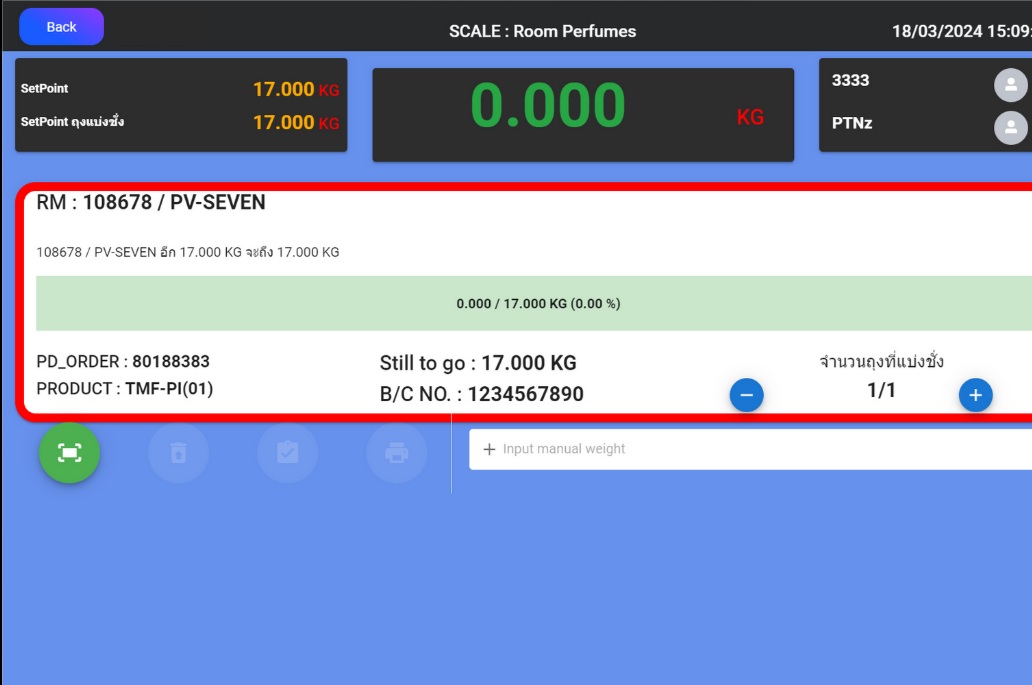 Back
SCALE : Room Perfumes
18/03/2024 15:09:
SetPoint 17.000 KG
SetPoint ถุงแบ่งชั่ง 17.000 KG
0.000 KG
3333
PTNz
RM : 108678 / PV-SEVEN
108678 / PV-SEVEN อีก 17.000 KG จะถึง 17.000 KG
0.000 / 17.000 KG (0.00 %)
PD_ORDER : 80188383
PRODUCT : TMF-PI(01)
Still to go : 17.000 KG
B/C NO. : 1234567890
จำนวนถุงที่แบ่งชั่ง
1/1
Input manual weight